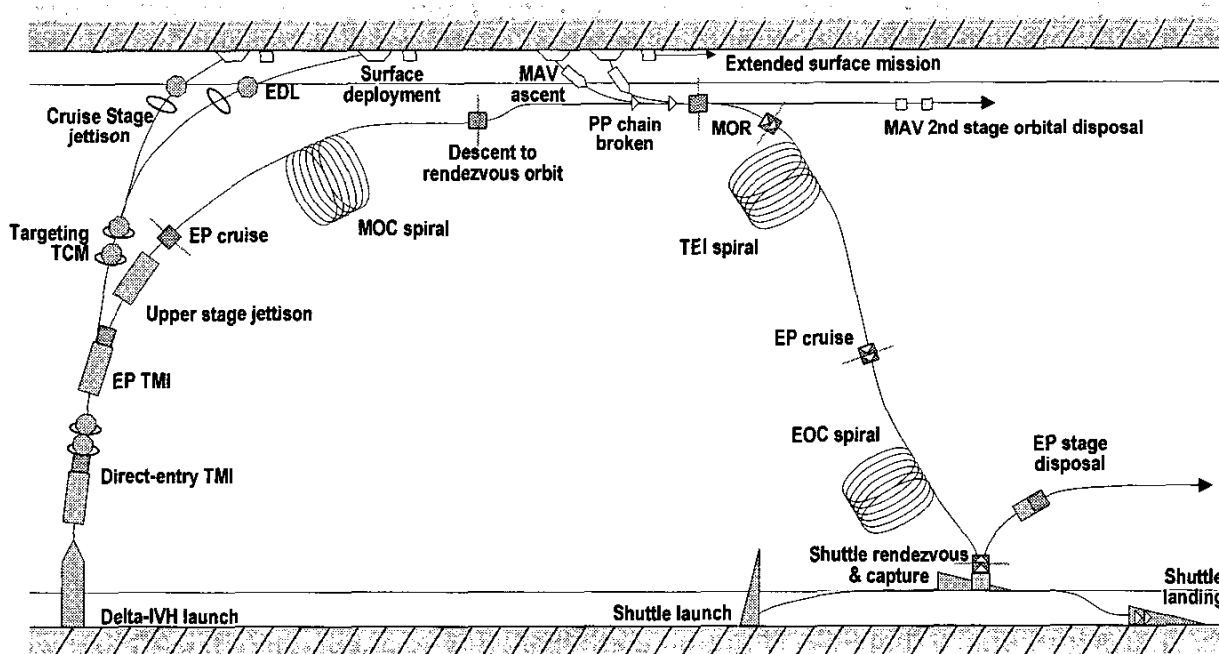 Extended surface mission
Surface
deployment
MAV
ascent
EDL
Cruise Stage
jettison
PP chain
broken
MOR
MAV 2nd stage orbital disposal
Descent to
rendezvous orbit
MOC spiral
EP cruise
Targeting
TCM
TEI spiral
Upper stage jettison
EP cruise
EP TMI
EOC spiral
EP stage
disposal
Direct-entry TMI
Shuttle rendezvous
& capture
Shuttle
landing
Delta-IVH launch
Shuttle launch